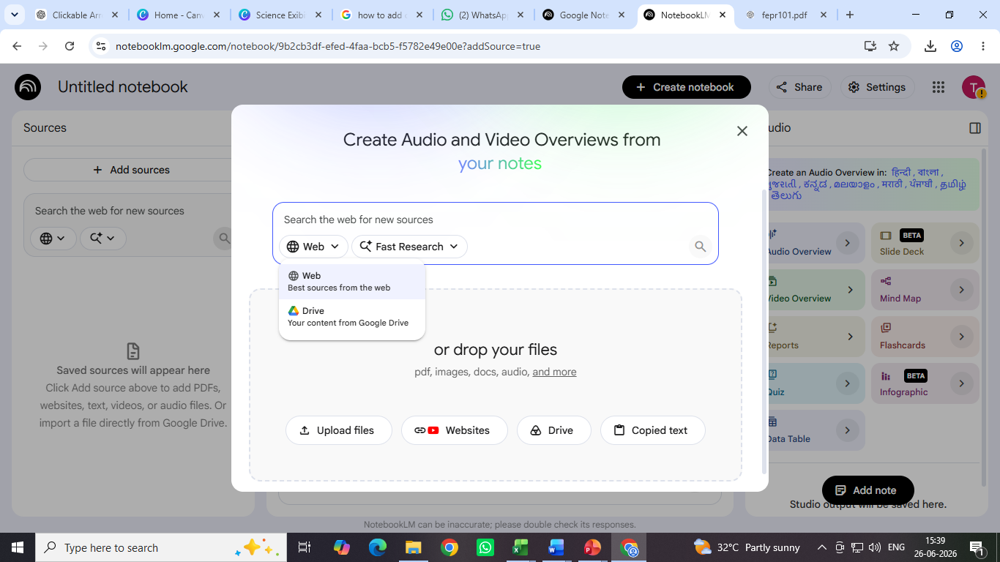 Clickable Arr
Home - Canv
Science Exibi
how to add c
(2) WhatsAp
Google Note
NotebookLM
fepr101.pdf
notebooklm.google.com/notebook/9b2cb3df-efed-4faa-bcb5-f5782e49e00e?addSource=true
Untitled notebook
Create notebook
Share
Settings
T
Sources
Add sources
Search the web for new sources
Saved sources will appear here
Click Add source above to add PDFs,
websites, text, videos, or audio files. Or
import a file directly from Google Drive.
Create Audio and Video Overviews from
your notes
Search the web for new sources
Web
Fast Research
Web
Best sources from the web
Drive
Your content from Google Drive
or drop your files
pdf, images, docs, audio, and more
Upload files
Websites
Drive
Copied text
udio
Create an Audio Overview in: हिन्दी , বাংলা ,
ગુજરાતી , ಕನ್ನಡ , മലയാളം , मराठी , ਪੰਜਾਬੀ , தமிழ்
, తెలుగు
Audio Overview
BETA
Slide Deck
Video Overview
Mind Map
Reports
Flashcards
Quiz
BETA
Infographic
Data Table
Add note
Studio output will be saved here.
NotebookLM can be inaccurate; please double check its responses.
Type here to search
32°C Partly sunny
ENG
15:39
26-06-2026
1